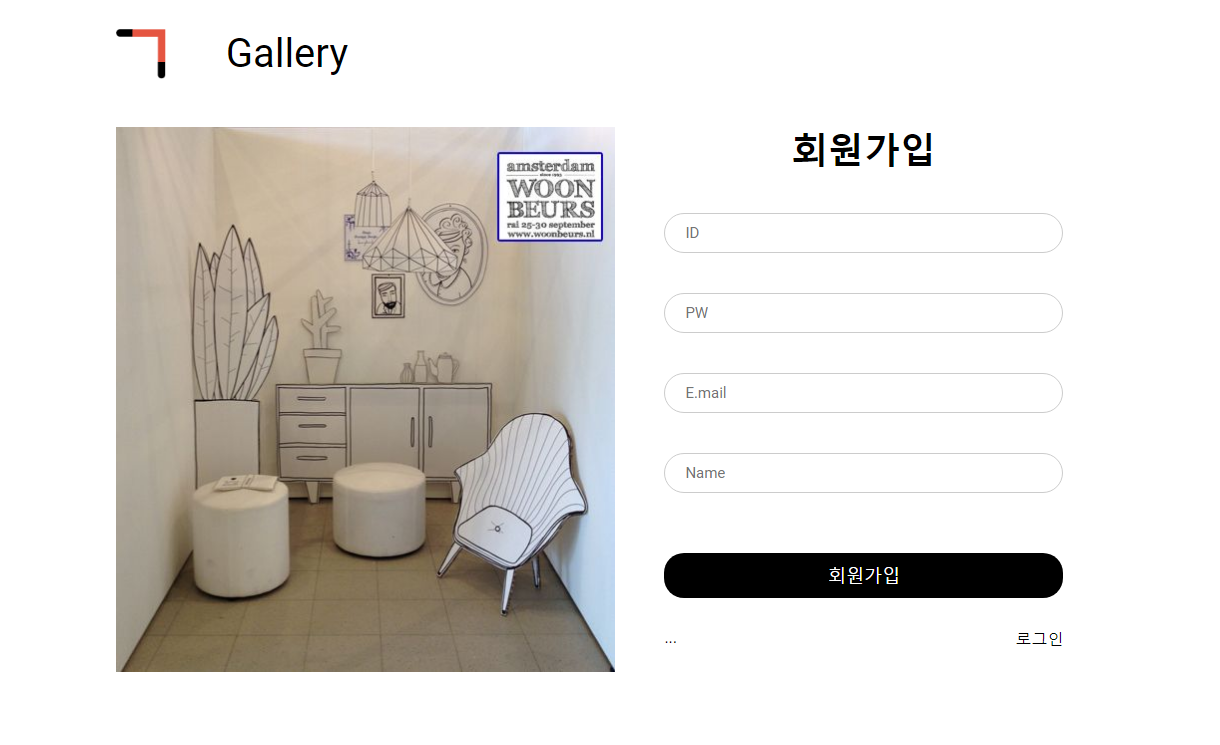 Gallery
amsterdam
since 1993
WOON
BEURS
rai 25-30 september
www.woonbeurs.nl
회원가입
ID
PW
E.mail
Name
회원가입
...
로그인